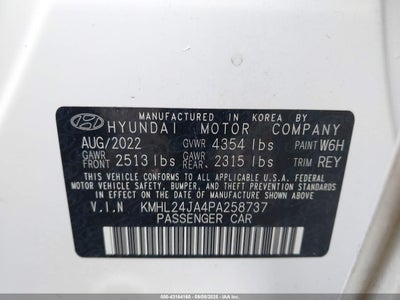 MANUFACTURED IN KOREA BY
HYUNDAI MOTOR COMPANY
AUG/2022 GVWR 4354 lbs PAINT W6H
GAWR FRONT 2513 lbs GAWR REAR 2315 lbs TRIM REY
THIS VEHICLE CONFORMS TO ALL APPLICABLE U.S.A. FEDERAL
MOTOR VEHICLE SAFETY, BUMPER, AND THEFT PREVENTION
STANDARDS IN EFFECT ON THE DATE OF MANUFACTURE SHOWN ABOVE.
V.I.N KMHL24JA4PA258737
PASSENGER CAR